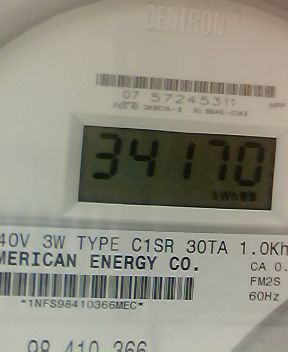 CENTRON
07 57245311
34170
kWh
40V 3W TYPE C1SR 30TA 1.0Kh
MERICAN ENERGY CO.
CA 0.
FM2S
60Hz
*1NFS98410366MEC*
98 410 366